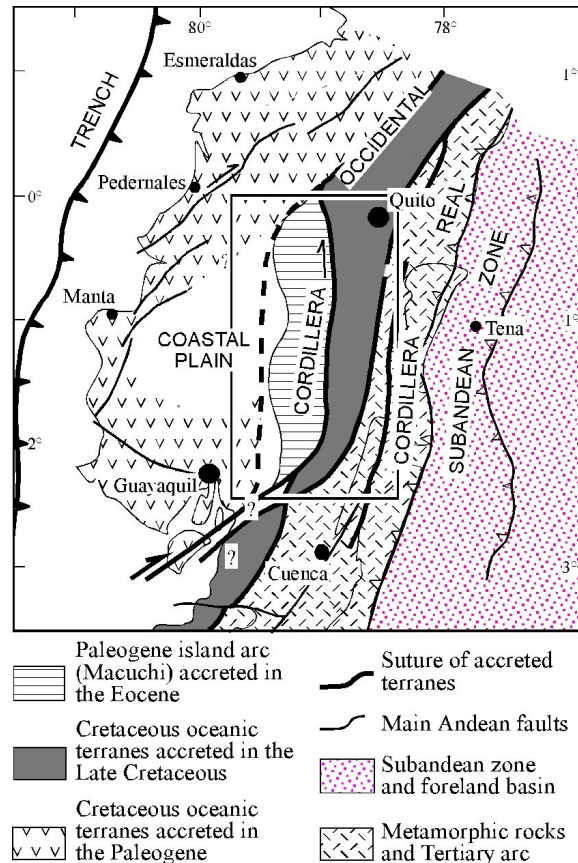 80°
78°
Esmeraldas
1°
TRENCH
OCCIDENTAL
Pedernales
0°
Quito
REAL
?
ZONE
Manta
1°
Tena
COASTAL
PLAIN
CORDILLERA
CORDILLERA
SUBANDEAN
2°
Guayaquil
?
?
Cuenca
3°
Paleogene island arc
(Macuchi) accreted in
the Eocene
Cretaceous oceanic
terranes accreted in the
Late Cretaceous
Cretaceous oceanic
terranes accreted in
the Paleogene
Suture of accreted
terranes
Main Andean faults
Subandean zone
and foreland basin
Metamorphic rocks
and Tertiary arc